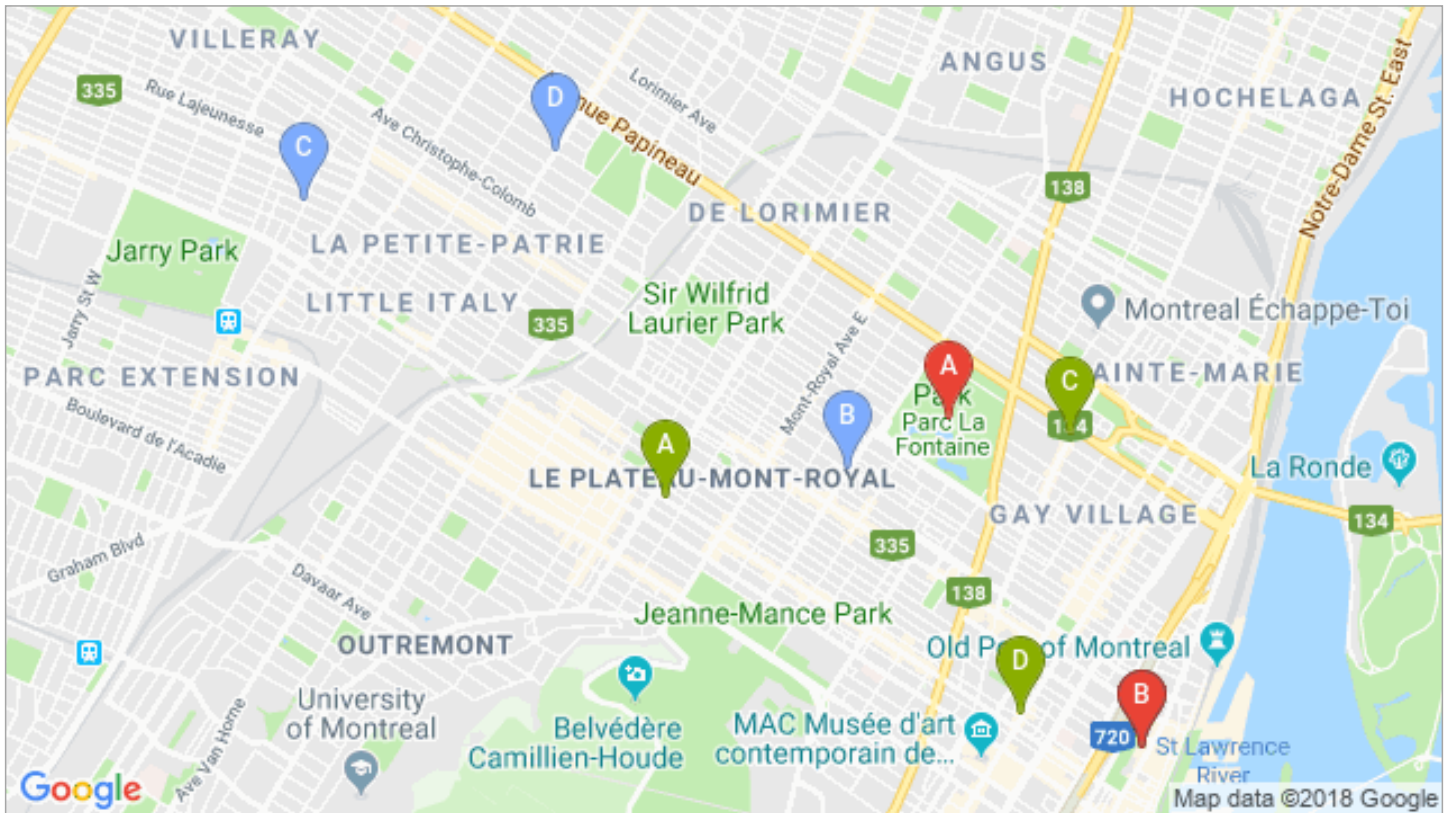 VILLERAY
ANGUS
335
Rue Lajeunesse
Lorimier Ave
HOCHELAGA
D
nue Papineau
Ave Christophe-Colomb
C
Notre-Dame St. East
138
DE LORIMIER
Jarry Park
LA PETITE-PATRIE
Jarry St W
LITTLE ITALY
335
Sir Wilfrid
Laurier Park
Montreal Échappe-Toi
Mont-Royal Ave E
PARC EXTENSION
A
C
AINTE-MARIE
Park
Parc La
Fontaine
B
Boulevard de l'Acadie
A
LE PLATEAU-MONT-ROYAL
La Ronde
GAY VILLAGE
134
335
Graham Blvd
Davaar Ave
138
Jeanne-Mance Park
OUTREMONT
Old Port of Montreal
D
University
of Montreal
B
Belvédère
Camillien-Houde
MAC Musée d'art
contemporain de...
720
St Lawrence
River
Ave Van Horne
Google
Map data ©2018 Google